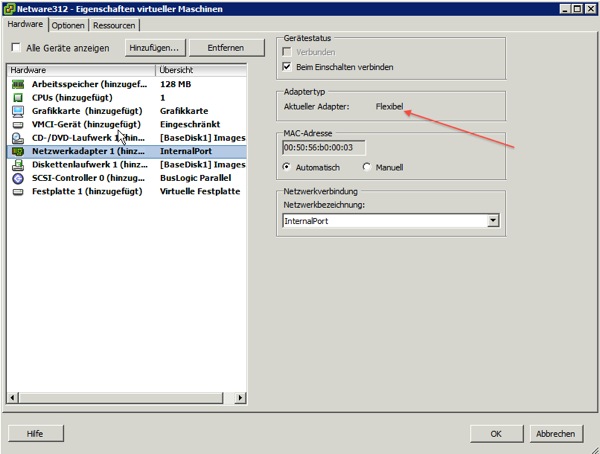 Netware312 - Eigenschaften virtueller Maschinen
Hardware Optionen Ressourcen
Alle Geräte anzeigen Hinzufügen... Entfernen
Hardware Übersicht
Arbeitsspeicher (hinzugef... 128 MB
CPUs (hinzugefügt) 1
Grafikkarte (hinzugefügt) Grafikkarte
VMCI-Gerät (hinzugefügt) Eingeschränkt
CD-/DVD-Laufwerk 1 (hin... [BaseDisk1] Images
Netzwerkadapter 1 (hinz... InternalPort
Diskettenlaufwerk 1 (hinz... [BaseDisk1] Images
SCSI-Controller 0 (hinzug... BusLogic Parallel
Festplatte 1 (hinzugefügt) Virtuelle Festplatte
Gerätestatus
Verbunden
Beim Einschalten verbinden
Adaptertyp
Aktueller Adapter: Flexibel
MAC-Adresse
00:50:56:b0:00:03
Automatisch Manuell
Netzwerkverbindung
Netzwerkbezeichnung:
InternalPort
Hilfe OK Abbrechen